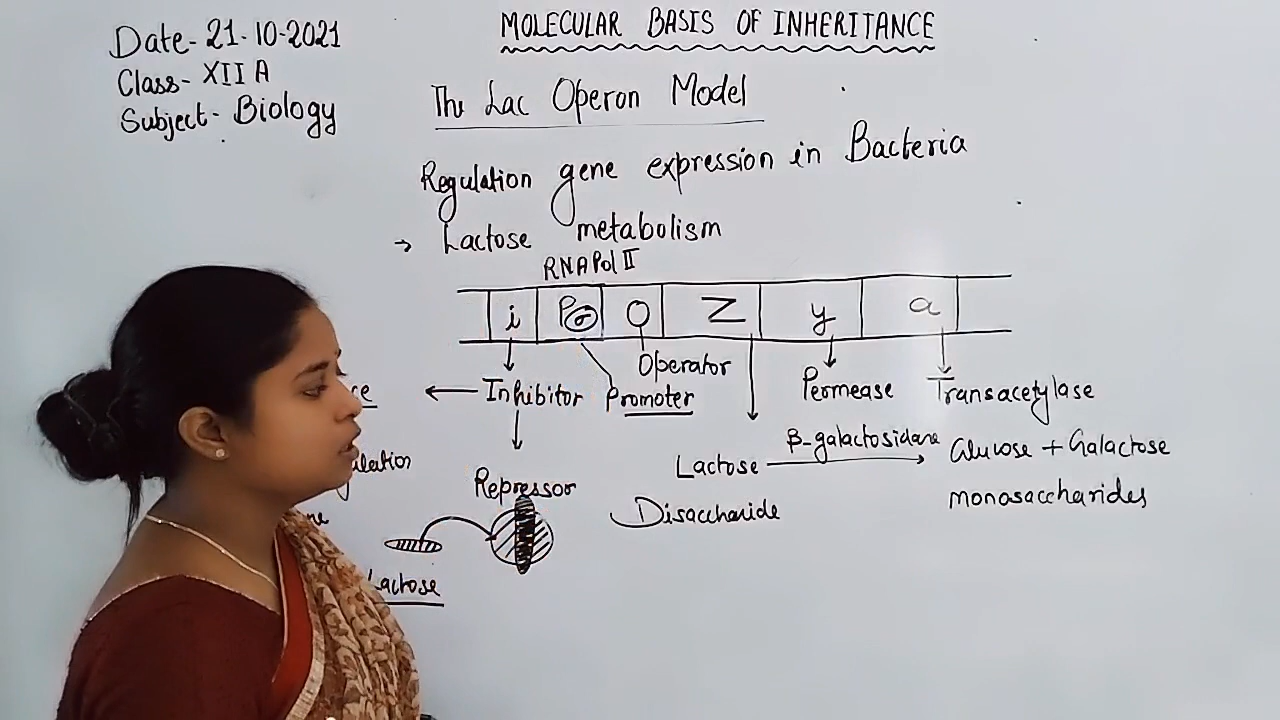 Date- 21-10-2021
Class- XII A
Subject- Biology
MOLECULAR BASIS OF INHERITANCE
The Lac Operon Model
Regulation gene expression in Bacteria
→ Lactose metabolism
RNA Pol II
i P O Z y a
Operator
Inhibitor Promoter Permease Transacetylase
β-galactosidase
Lactose → Glucose + Galactose
Repressor Disaccharide monosaccharides
Lactose